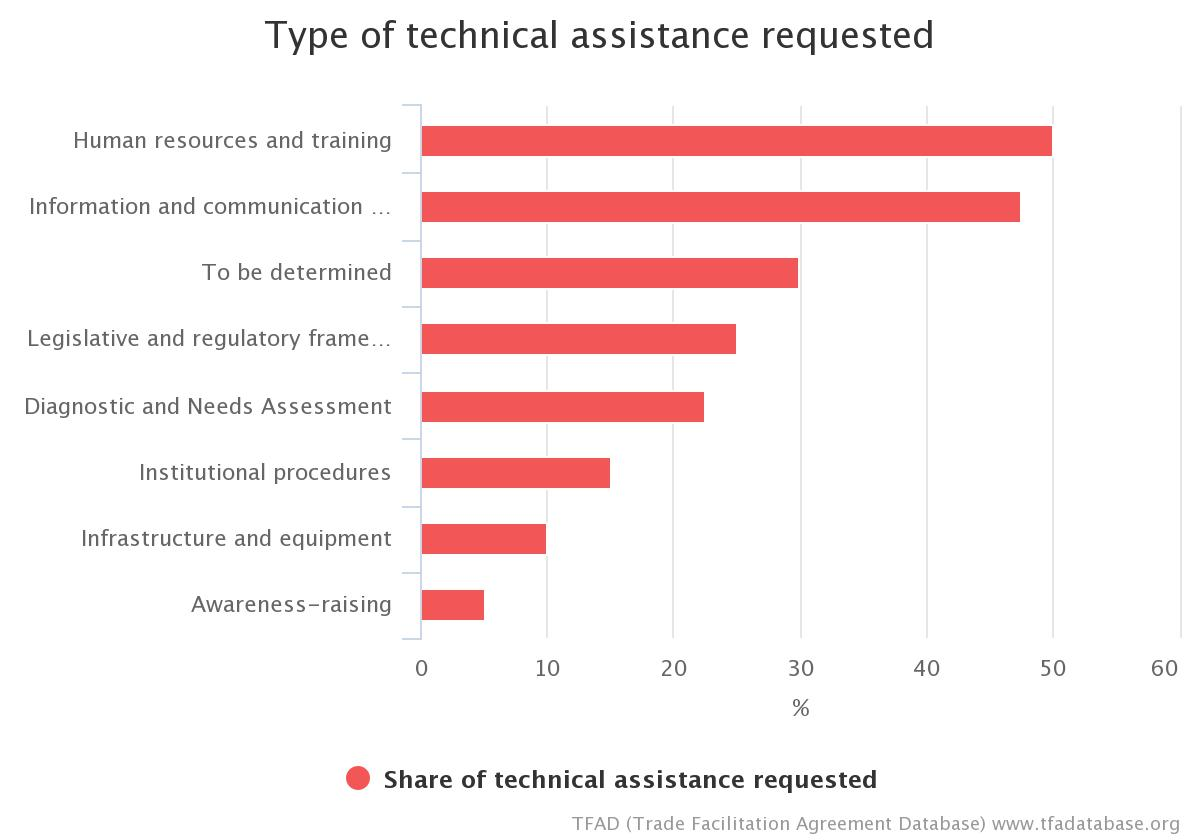 Type of technical assistance requested
Human resources and training
Information and communication ...
To be determined
Legislative and regulatory frame...
Diagnostic and Needs Assessment
Institutional procedures
Infrastructure and equipment
Awareness-raising
0 10 20 30 40 50 60
%
Share of technical assistance requested
TFAD (Trade Facilitation Agreement Database) www.tfadatabase.org